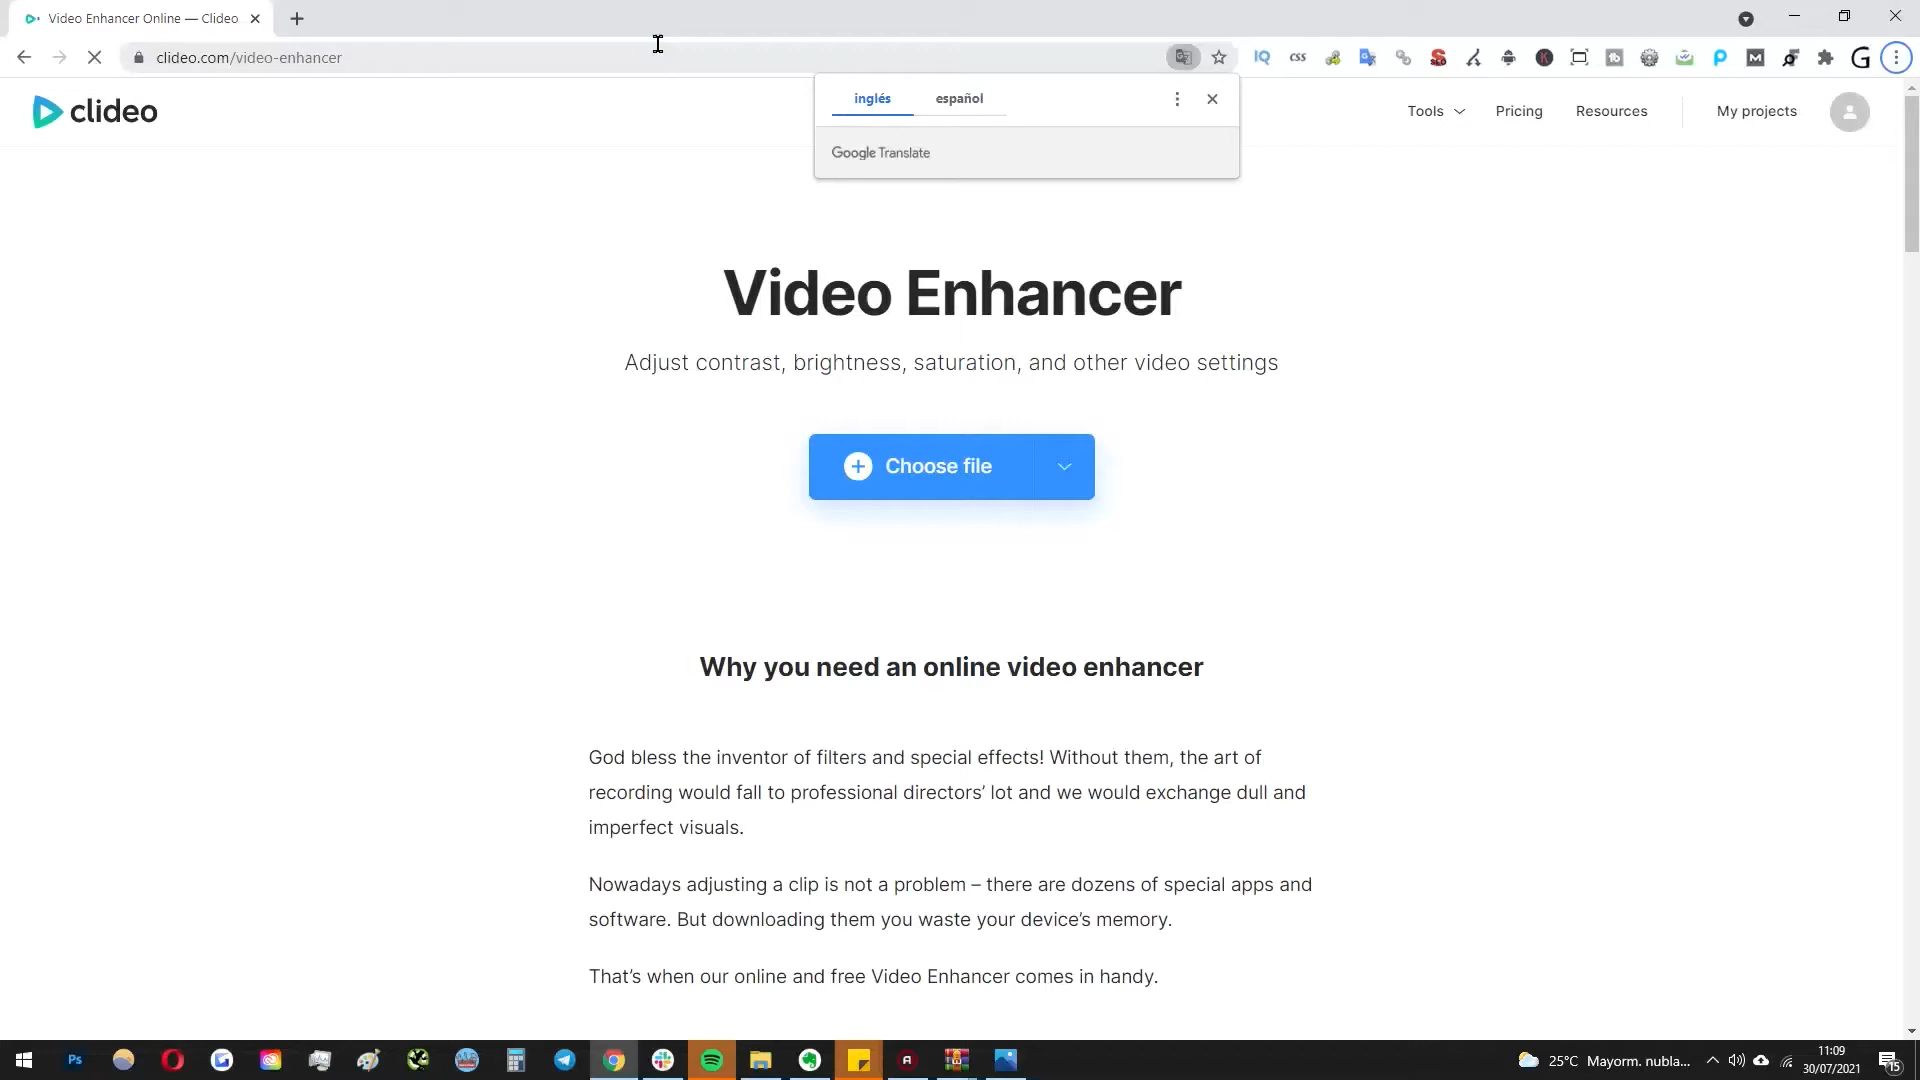 Video Enhancer Online — Clideo
clideo.com/video-enhancer
inglés español
Google Translate
clideo
Tools Pricing Resources My projects
Video Enhancer
Adjust contrast, brightness, saturation, and other video settings
Choose file
Why you need an online video enhancer
God bless the inventor of filters and special effects! Without them, the art of
recording would fall to professional directors’ lot and we would exchange dull and
imperfect visuals.
Nowadays adjusting a clip is not a problem – there are dozens of special apps and
software. But downloading them you waste your device’s memory.
That’s when our online and free Video Enhancer comes in handy.
25°C Mayorm. nubla...
11:09
30/07/2021
15